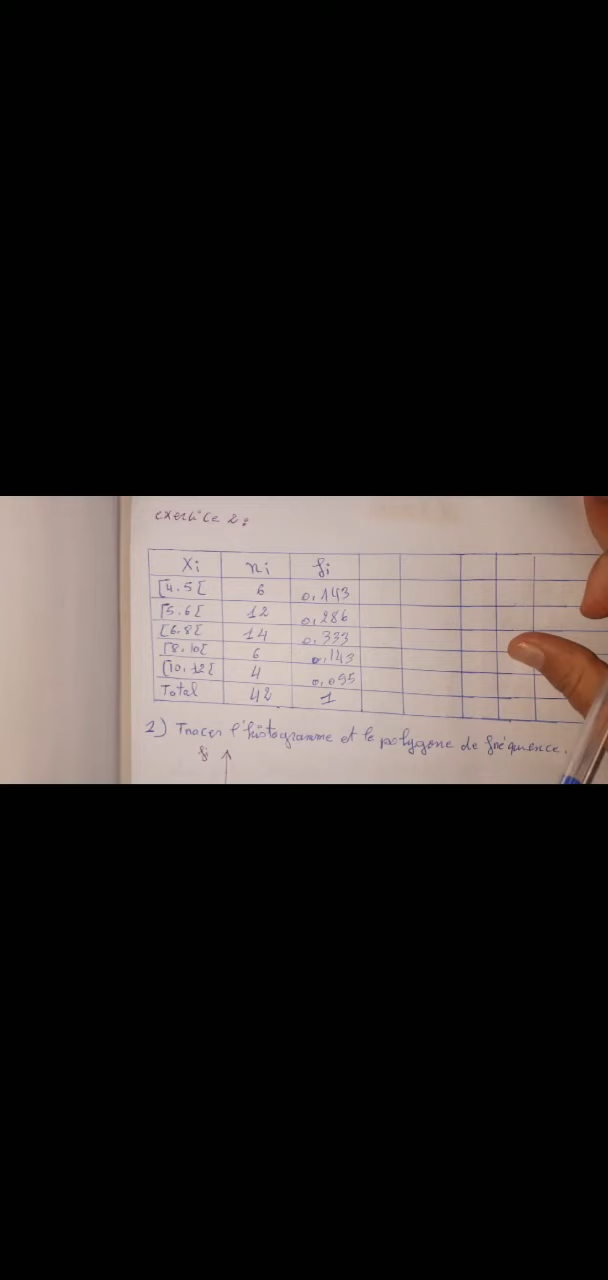 exercice 2:
Xi ni fi
[4.5[ 6 0,143
[5.6[ 12 0,286
[6.8[ 14 0,333
[8.10[ 6 0,143
[10.12[ 4 0,095
Total 42 1
2) Tracer l'histogramme et le polygone de fréquence.
fi